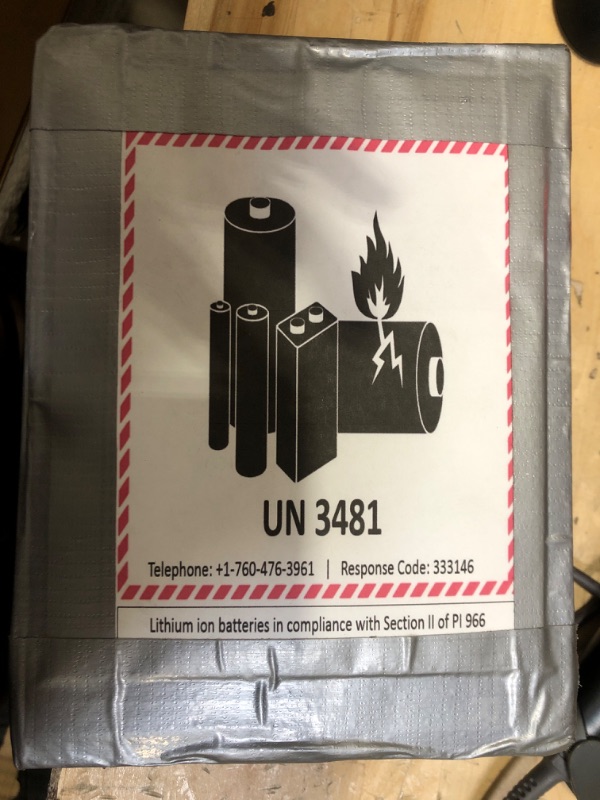 UN 3481
Telephone: +1-760-476-3961 | Response Code: 333146
Lithium ion batteries in compliance with Section II of PI 966